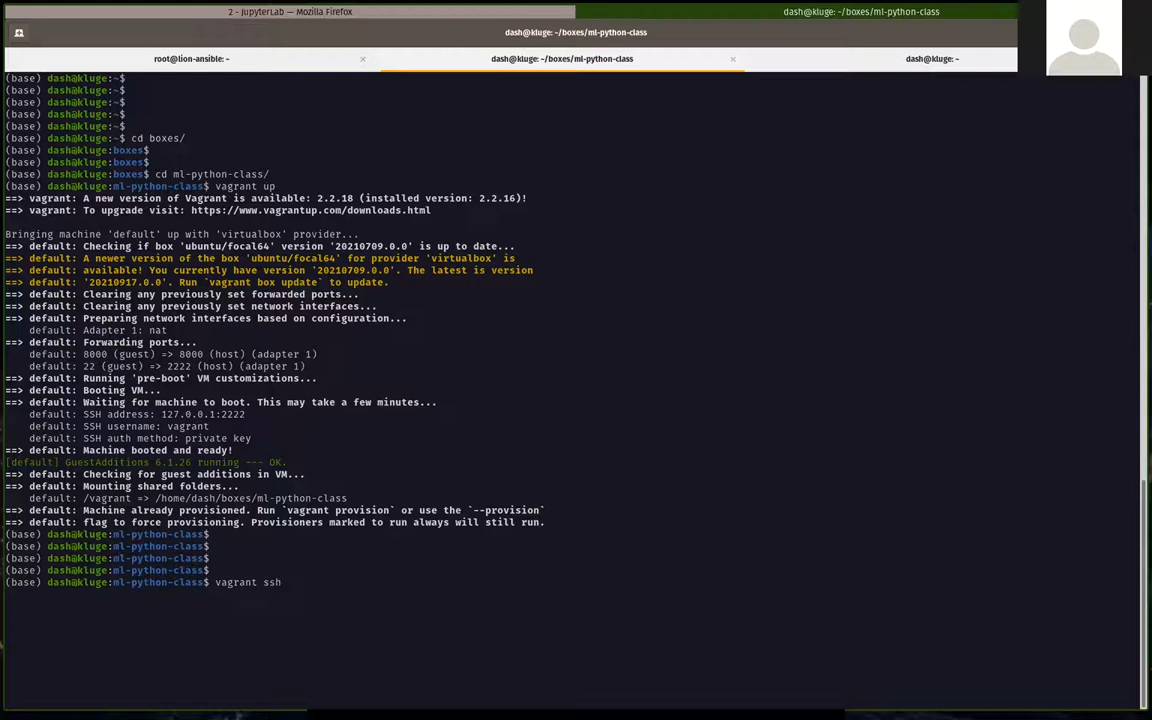 2 - JupyterLab — Mozilla Firefox
dash@kluge: ~/boxes/ml-python-class
dash@kluge: ~/boxes/ml-python-class
root@lion-ansible: ~
dash@kluge: ~/boxes/ml-python-class
dash@kluge: ~
(base) dash@kluge:~$
(base) dash@kluge:~$
(base) dash@kluge:~$
(base) dash@kluge:~$
(base) dash@kluge:~$
(base) dash@kluge:~$ cd boxes/
(base) dash@kluge:boxes$
(base) dash@kluge:boxes$
(base) dash@kluge:boxes$ cd ml-python-class/
(base) dash@kluge:ml-python-class$ vagrant up
==> vagrant: A new version of Vagrant is available: 2.2.18 (installed version: 2.2.16)!
==> vagrant: To upgrade visit: https://www.vagrantup.com/downloads.html
Bringing machine 'default' up with 'virtualbox' provider...
==> default: Checking if box 'ubuntu/focal64' version '20210709.0.0' is up to date...
==> default: A newer version of the box 'ubuntu/focal64' for provider 'virtualbox' is
==> default: available! You currently have version '20210709.0.0'. The latest is version
==> default: '20210917.0.0'. Run `vagrant box update` to update.
==> default: Clearing any previously set forwarded ports...
==> default: Clearing any previously set network interfaces...
==> default: Preparing network interfaces based on configuration...
    default: Adapter 1: nat
==> default: Forwarding ports...
    default: 8000 (guest) => 8000 (host) (adapter 1)
    default: 22 (guest) => 2222 (host) (adapter 1)
==> default: Running 'pre-boot' VM customizations...
==> default: Booting VM...
==> default: Waiting for machine to boot. This may take a few minutes...
    default: SSH address: 127.0.0.1:2222
    default: SSH username: vagrant
    default: SSH auth method: private key
==> default: Machine booted and ready!
[default] GuestAdditions 6.1.26 running --- OK.
==> default: Checking for guest additions in VM...
==> default: Mounting shared folders...
    default: /vagrant => /home/dash/boxes/ml-python-class
==> default: Machine already provisioned. Run `vagrant provision` or use the `--provision`
==> default: flag to force provisioning. Provisioners marked to run always will still run.
(base) dash@kluge:ml-python-class$
(base) dash@kluge:ml-python-class$
(base) dash@kluge:ml-python-class$
(base) dash@kluge:ml-python-class$
(base) dash@kluge:ml-python-class$ vagrant ssh